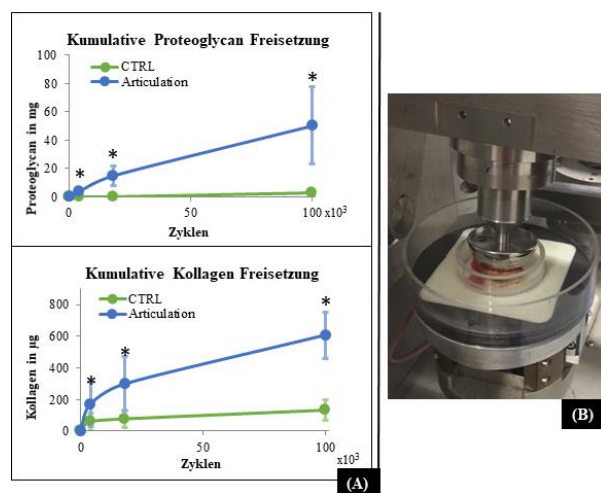 Kumulative Proteoglycan Freisetzung
CTRL
Articulation
Proteoglycan in mg
100
80
60
40
20
0
* * *
0 50 100 x10³
Zyklen
Kumulative Kollagen Freisetzung
CTRL
Articulation
Kollagen in µg
800
600
400
200
0
* * *
0 50 100 x10³
Zyklen
(A)
(B)